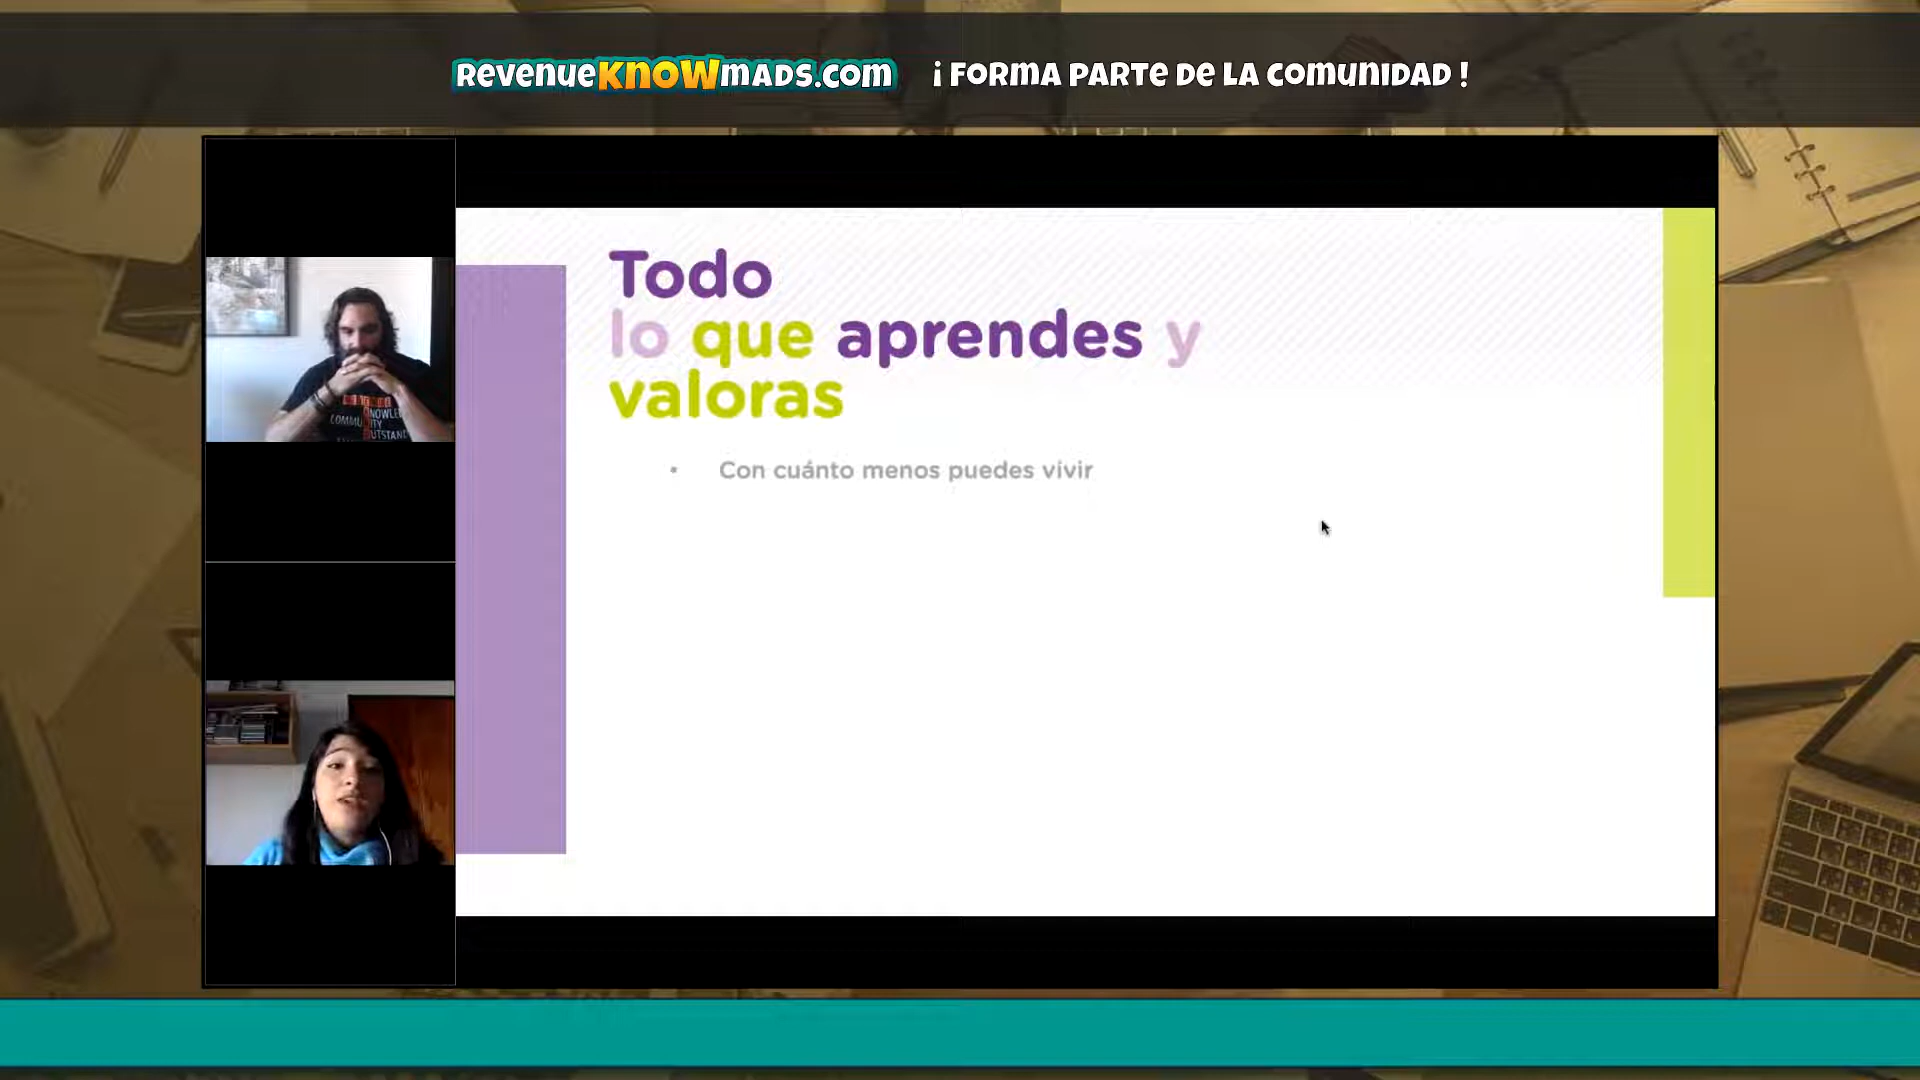 RevenueKNOWmads.com ¡ FORMA PARTE DE LA COMUNIDAD !
Todo
lo que aprendes y
valoras
• Con cuánto menos puedes vivir